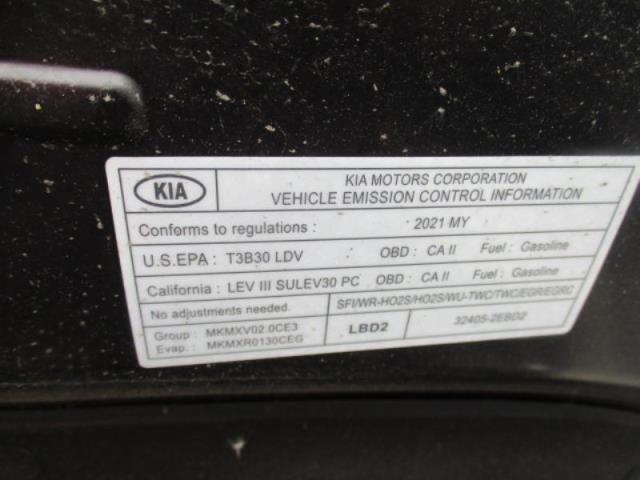 KIA
KIA MOTORS CORPORATION
VEHICLE EMISSION CONTROL INFORMATION
Conforms to regulations : 2021 MY
U.S.EPA : T3B30 LDV OBD : CA II Fuel : Gasoline
California : LEV III SULEV30 PC OBD : CA II Fuel : Gasoline
No adjustments needed. SFI/WR-HO2S/HO2S/WU-TWC/TWC/EGR/EGRC
Group : MKMXV02.0CE3
Evap. : MKMXR0130CEG
LBD2 32405-2EBD2